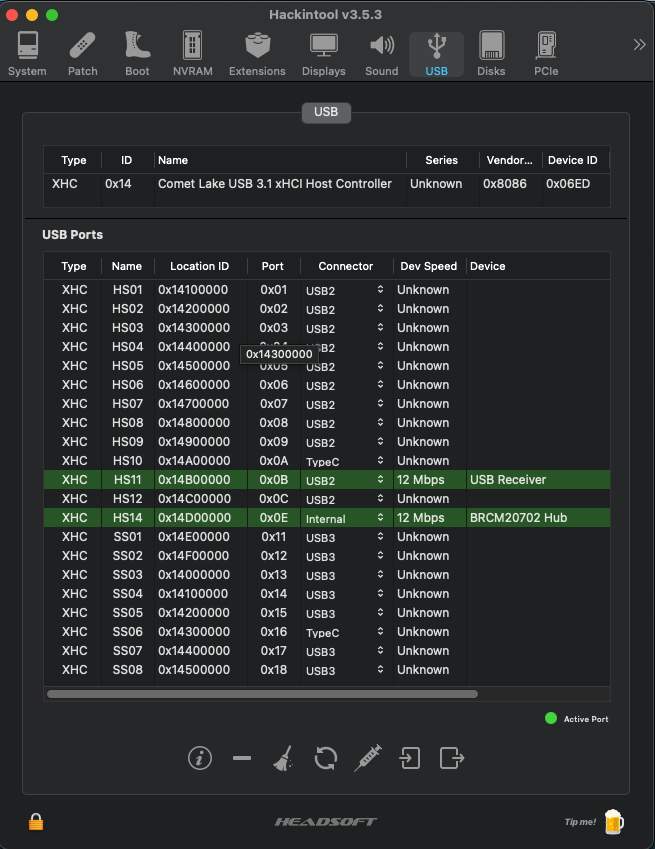 Hackintool v3.5.3
System Patch Boot NVRAM Extensions Displays Sound USB Disks PCIe
USB
Type ID Name Series Vendor... Device ID
XHC 0x14 Comet Lake USB 3.1 xHCI Host Controller Unknown 0x8086 0x06ED
USB Ports
Type Name Location ID Port Connector Dev Speed Device
XHC HS01 0x14100000 0x01 USB2 Unknown
XHC HS02 0x14200000 0x02 USB2 Unknown
XHC HS03 0x14300000 0x03 USB2 Unknown
XHC HS04 0x14400000 B2 Unknown
0x14300000
XHC HS05 0x14500000 0x05 USB2 Unknown
XHC HS06 0x14600000 0x06 USB2 Unknown
XHC HS07 0x14700000 0x07 USB2 Unknown
XHC HS08 0x14800000 0x08 USB2 Unknown
XHC HS09 0x14900000 0x09 USB2 Unknown
XHC HS10 0x14A00000 0x0A TypeC Unknown
XHC HS11 0x14B00000 0x0B USB2 12 Mbps USB Receiver
XHC HS12 0x14C00000 0x0C USB2 Unknown
XHC HS14 0x14D00000 0x0E Internal 12 Mbps BRCM20702 Hub
XHC SS01 0x14E00000 0x11 USB3 Unknown
XHC SS02 0x14F00000 0x12 USB3 Unknown
XHC SS03 0x14000000 0x13 USB3 Unknown
XHC SS04 0x14100000 0x14 USB3 Unknown
XHC SS05 0x14200000 0x15 USB3 Unknown
XHC SS06 0x14300000 0x16 TypeC Unknown
XHC SS07 0x14400000 0x17 USB3 Unknown
XHC SS08 0x14500000 0x18 USB3 Unknown
Active Port
HEADSOFT
Tip me!